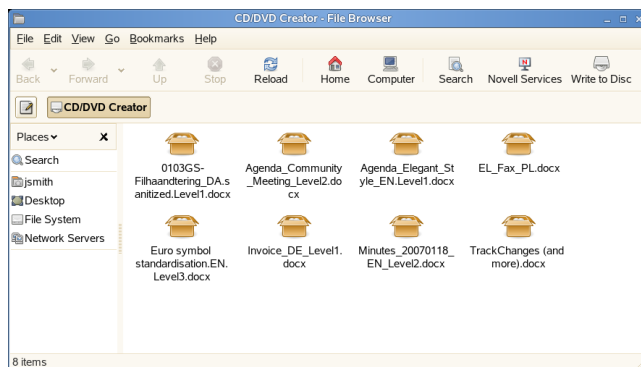 CD/DVD Creator - File Browser
File Edit View Go Bookmarks Help
Back Forward Up Stop Reload Home Computer Search Novell Services Write to Disc
CD/DVD Creator
Places
Search
jsmith
Desktop
File System
Network Servers
0103GS-
Filhaandtering_DA.s
anitized.Level1.docx
Agenda_Community
_Meeting_Level2.do
cx
Agenda_Elegant_St
yle_EN.Level1.docx
EL_Fax_PL.docx
Euro symbol
standardisation.EN.
Level3.docx
Invoice_DE_Level1.
docx
Minutes_20070118_
EN_Level2.docx
TrackChanges (and
more).docx
8 items